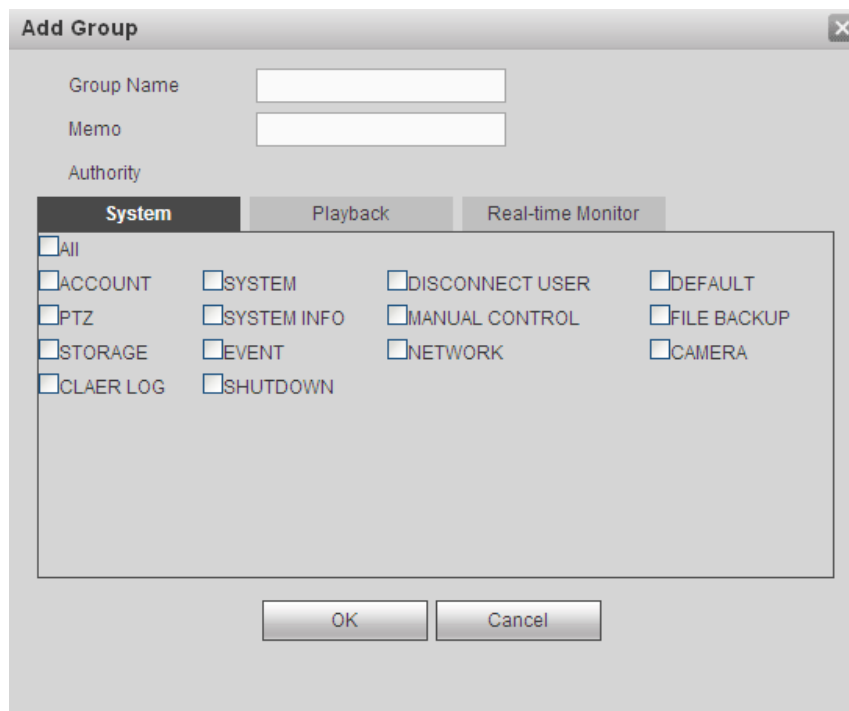 Add Group
Group Name
Memo
Authority
System Playback Real-time Monitor
All
ACCOUNT SYSTEM DISCONNECT USER DEFAULT
PTZ SYSTEM INFO MANUAL CONTROL FILE BACKUP
STORAGE EVENT NETWORK CAMERA
CLAER LOG SHUTDOWN
OK Cancel